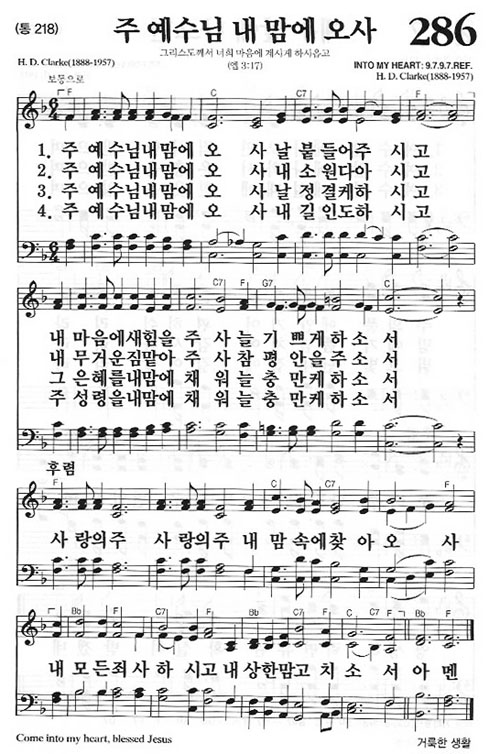 (통 218)
주 예수님 내 맘에 오사
286
그리스도께서 너희 마음에 계시게 하시옵고
(엡 3:17)
H. D. Clarke(1888-1957)
INTO MY HEART: 9.7.9.7.REF.
H. D. Clarke(1888-1957)
보통으로
F C C7 F
1. 주 예수님내맘에 오 사 날 붙들어주 시고
2. 주 예수님내맘에 오 사 내 소원다아 시고
3. 주 예수님내맘에 오 사 날 정결케하 시고
4. 주 예수님내맘에 오 사 내 길인도하 시고
C7 G7 C C7 F
내 마음에새힘을 주 사늘 기 쁘게하소 서
내 무거운짐맡아 주 사참 평 안을주소 서
그 은혜를내맘에 채 워늘 충 만케하소 서
주 성령을내맘에 채 워늘 충 만케하소 서
후렴
F C C7 F
사 랑의주 사랑의주 내 맘 속에찾 아오 사
Bb F C7 F C C7 F Bb F
내 모든죄사하 시고내상한맘고 치소 서아멘
Come into my heart, blessed Jesus
거룩한 생활